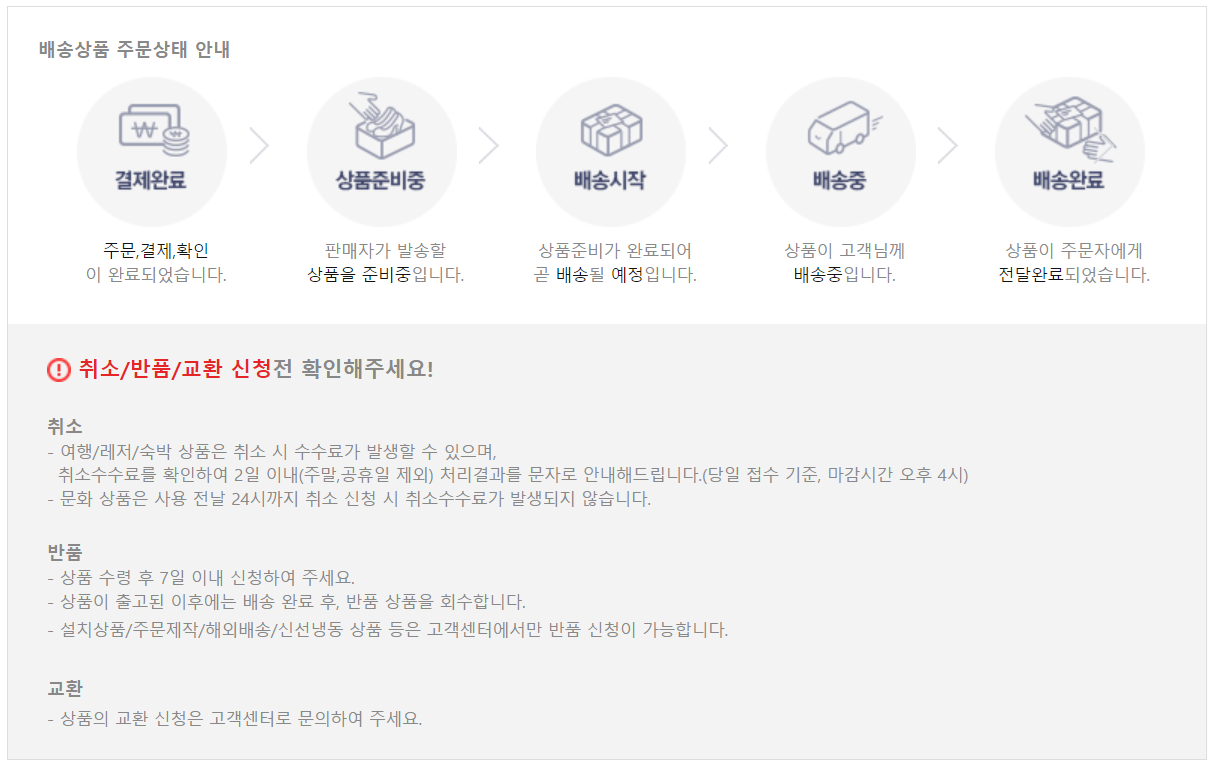 배송상품 주문상태 안내
₩ ₩
결제완료
상품준비중
배송시작
배송중
배송완료
주문,결제,확인
이 완료되었습니다.
판매자가 발송할
상품을 준비중입니다.
상품준비가 완료되어
곧 배송될 예정입니다.
상품이 고객님께
배송중입니다.
상품이 주문자에게
전달완료되었습니다.
취소/반품/교환 신청전 확인해주세요!
취소
- 여행/레저/숙박 상품은 취소 시 수수료가 발생할 수 있으며,
취소수수료를 확인하여 2일 이내(주말,공휴일 제외) 처리결과를 문자로 안내해드립니다.(당일 접수 기준, 마감시간 오후 4시)
- 문화 상품은 사용 전날 24시까지 취소 신청 시 취소수수료가 발생되지 않습니다.
반품
- 상품 수령 후 7일 이내 신청하여 주세요.
- 상품이 출고된 이후에는 배송 완료 후, 반품 상품을 회수합니다.
- 설치상품/주문제작/해외배송/신선냉동 상품 등은 고객센터에서만 반품 신청이 가능합니다.
교환
- 상품의 교환 신청은 고객센터로 문의하여 주세요.